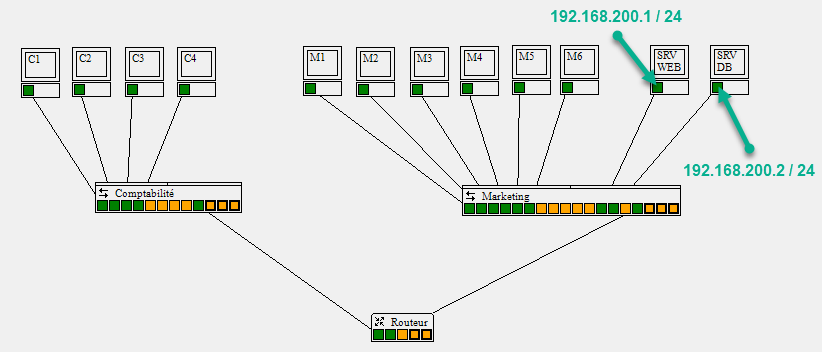 192.168.200.1 / 24
C1
C2
C3
C4
M1
M2
M3
M4
M5
M6
SRV
WEB
SRV
DB
192.168.200.2 / 24
Comptabilité
Marketing
Routeur